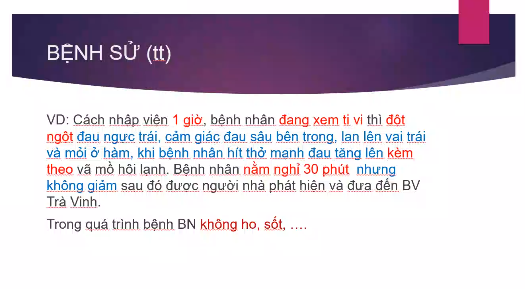 BỆNH SỬ (tt)
VD: Cách nhập viện 1 giờ, bệnh nhân đang xem ti vi thì đột
ngột đau ngực trái, cảm giác đau sâu bên trong, lan lên vai trái
và mỏi ở hàm, khi bệnh nhân hít thở mạnh đau tăng lên kèm
theo vã mồ hôi lạnh. Bệnh nhân nằm nghỉ 30 phút nhưng
không giảm sau đó được người nhà phát hiện và đưa đến BV
Trà Vinh.
Trong quá trình bệnh BN không ho, sốt, ….